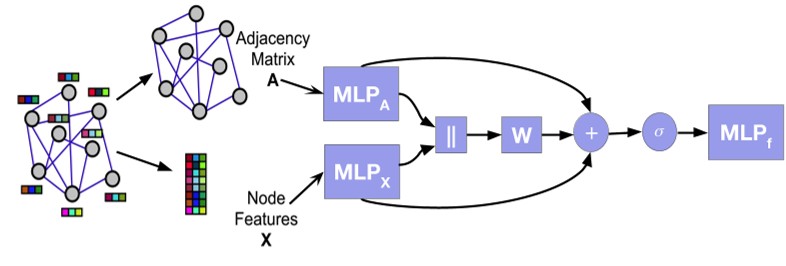 Adjacency
Matrix
A
MLP_A
||
W
+
σ
MLP_f
MLP_X
Node
Features
X